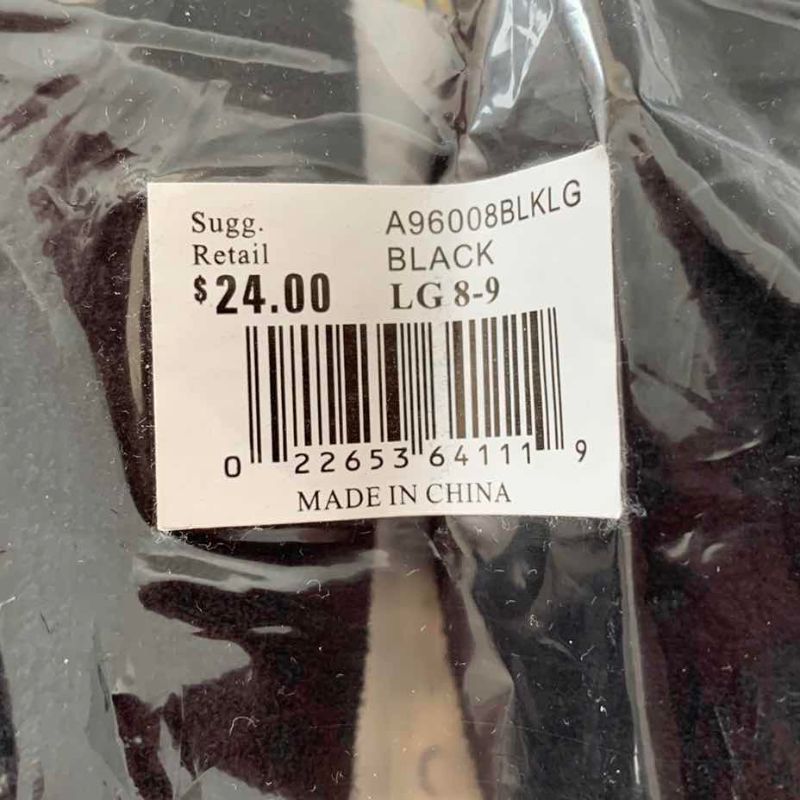 Sugg.
Retail
$24.00
A96008BLKLG
BLACK
LG 8-9
0 22653 64111 9
MADE IN CHINA